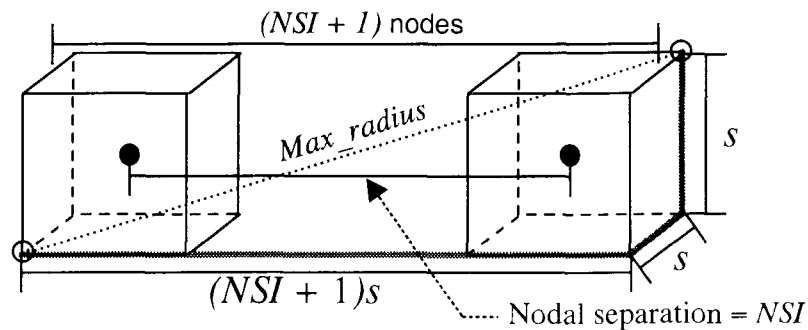 (NSI + 1) nodes
Max_radius
s
s
(NSI + 1)s
Nodal separation = NSI